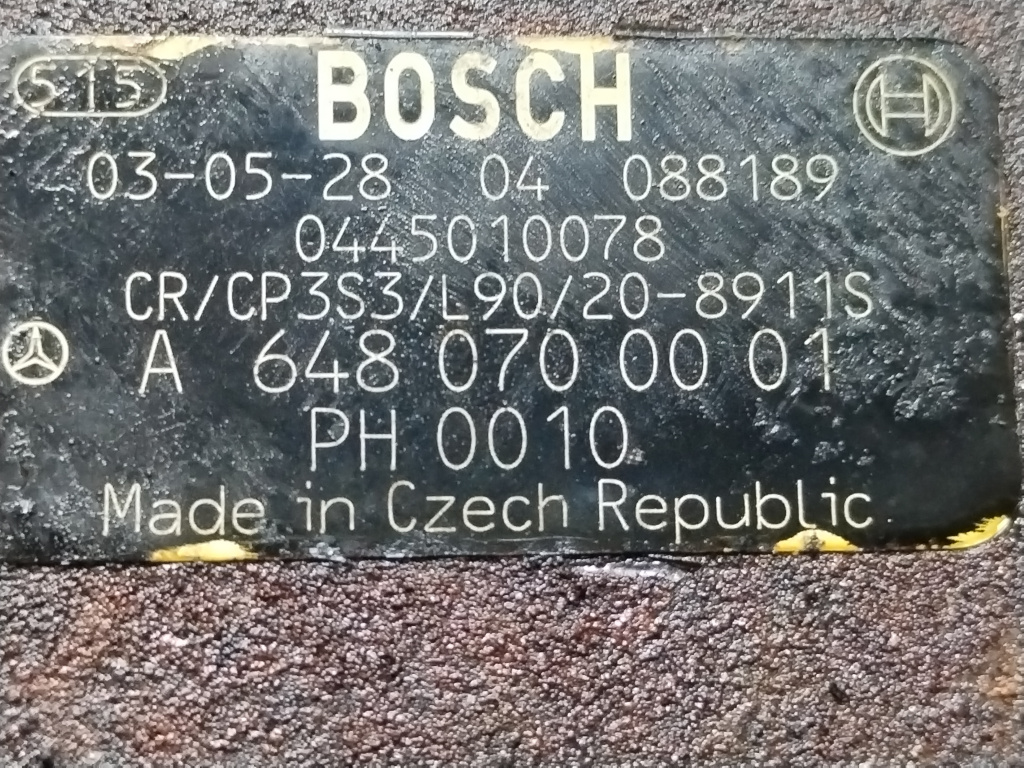 515 BOSCH
03-05-28 04 088189
0445010078
CR/CP3S3/L90/20-8911S
A 648 070 00 01
PH 0010
Made in Czech Republic